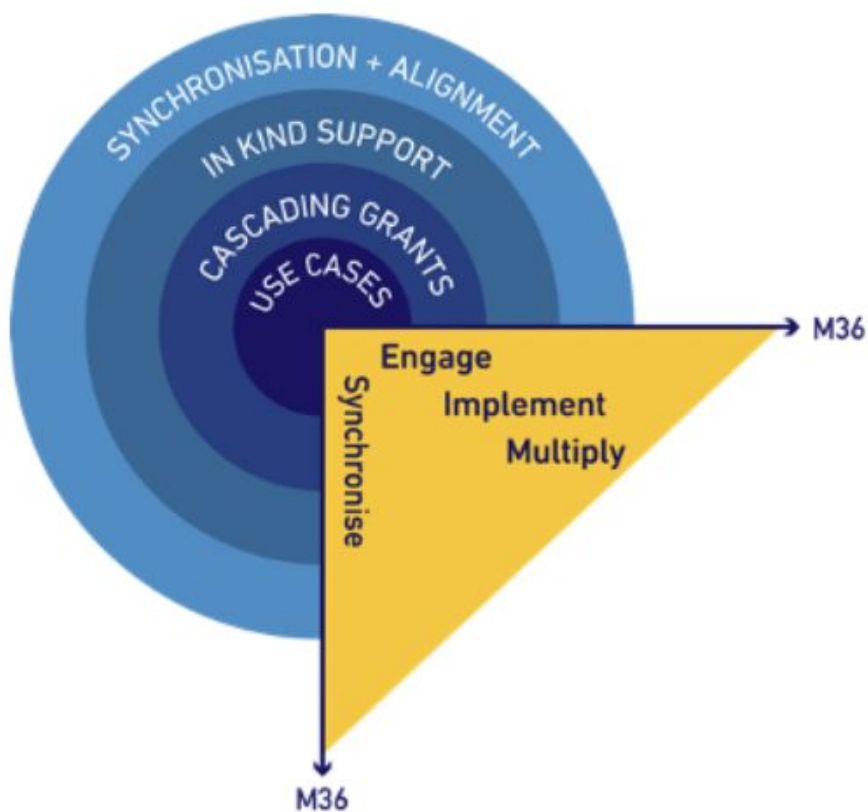 SYNCHRONISATION + ALIGNMENT
IN KIND SUPPORT
CASCADING GRANTS
USE CASES
M36
Engage
Implement
Multiply
Synchronise
M36